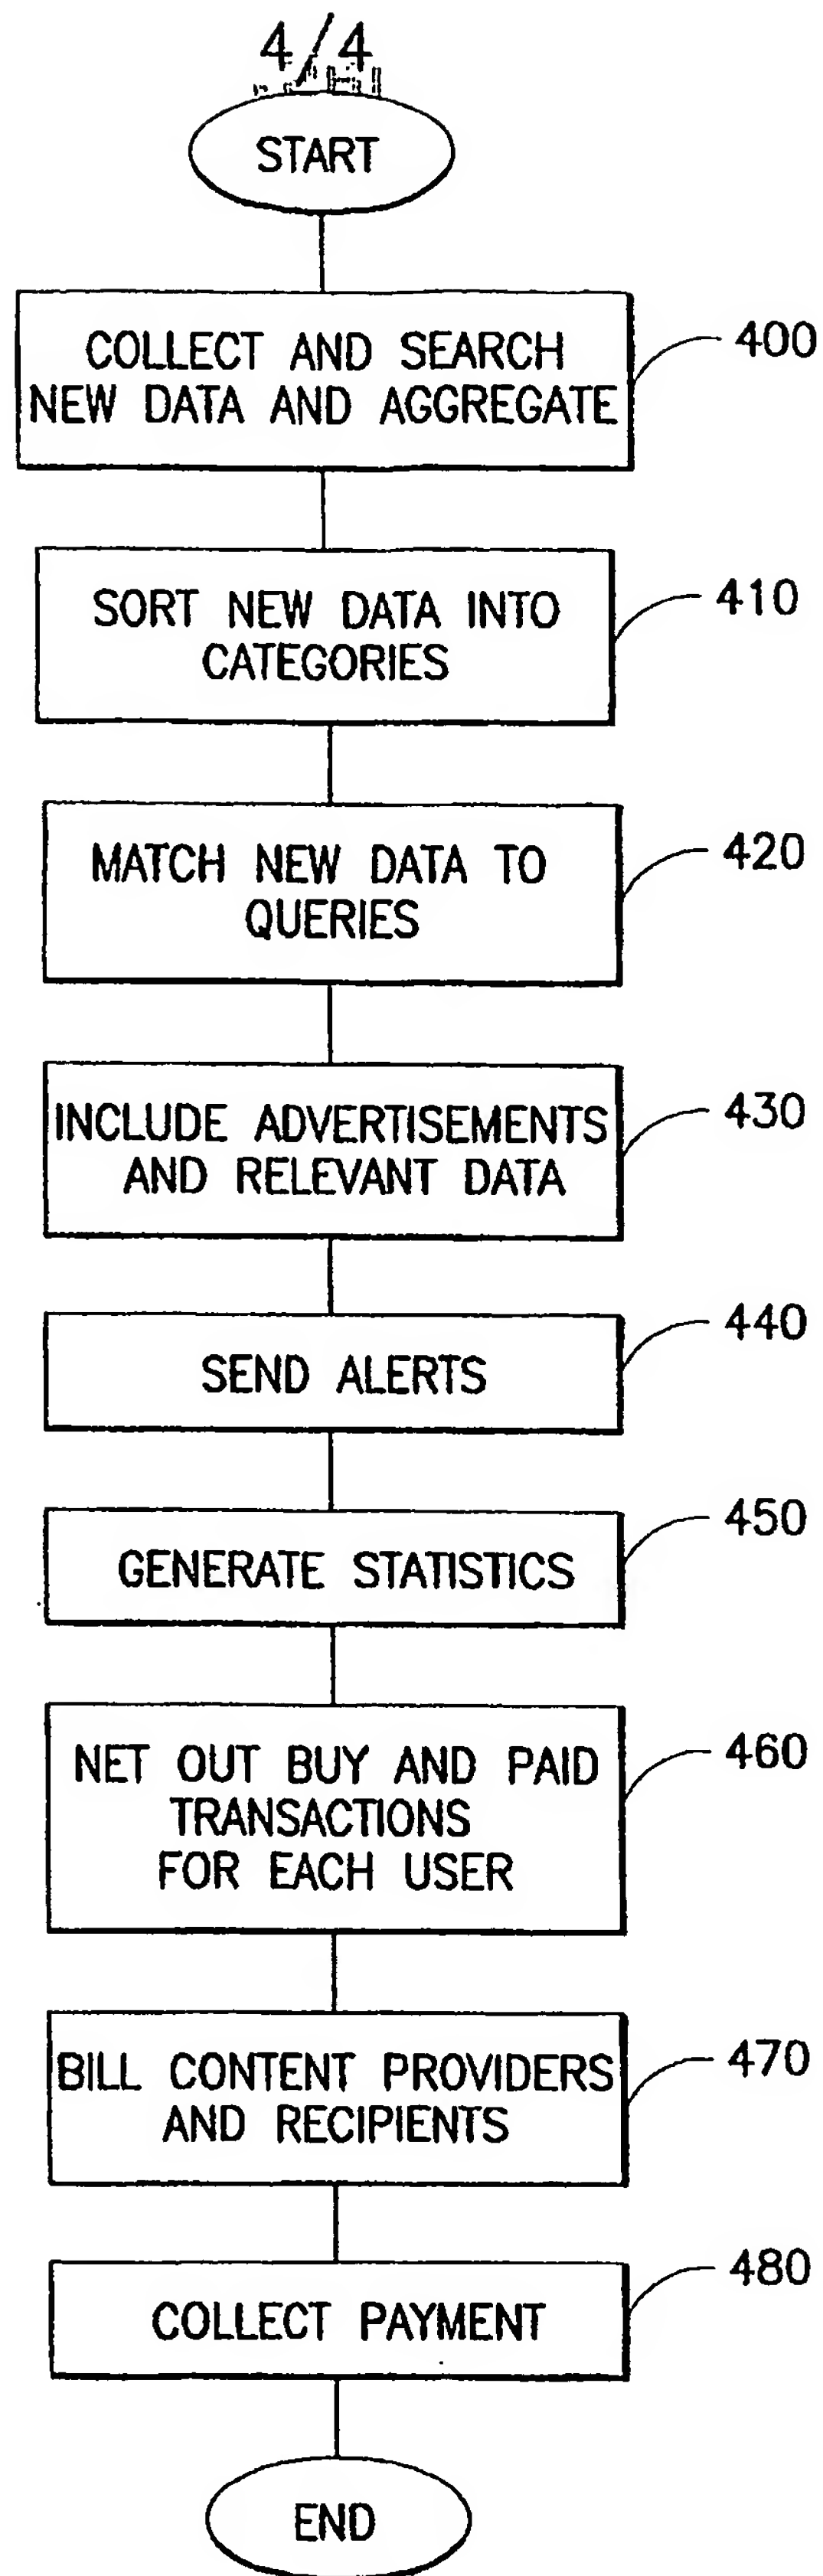 4/4
START
COLLECT AND SEARCH
NEW DATA AND AGGREGATE
400
SORT NEW DATA INTO
CATEGORIES
410
MATCH NEW DATA TO
QUERIES
420
INCLUDE ADVERTISEMENTS
AND RELEVANT DATA
430
SEND ALERTS
440
GENERATE STATISTICS
450
NET OUT BUY AND PAID
TRANSACTIONS
FOR EACH USER
460
BILL CONTENT PROVIDERS
AND RECIPIENTS
470
COLLECT PAYMENT
480
END